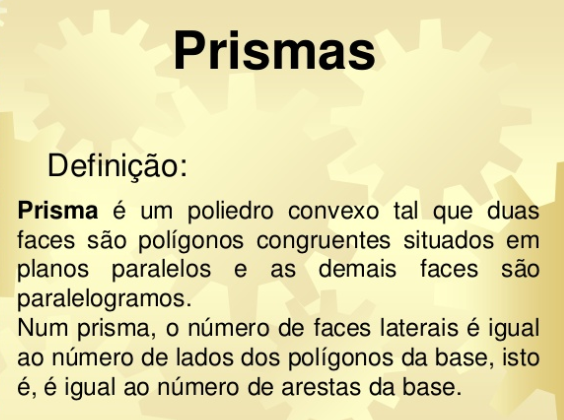 Prismas
Definição:
Prisma é um poliedro convexo tal que duas
faces são polígonos congruentes situados em
planos paralelos e as demais faces são
paralelogramos.
Num prisma, o número de faces laterais é igual
ao número de lados dos polígonos da base, isto
é, é igual ao número de arestas da base.